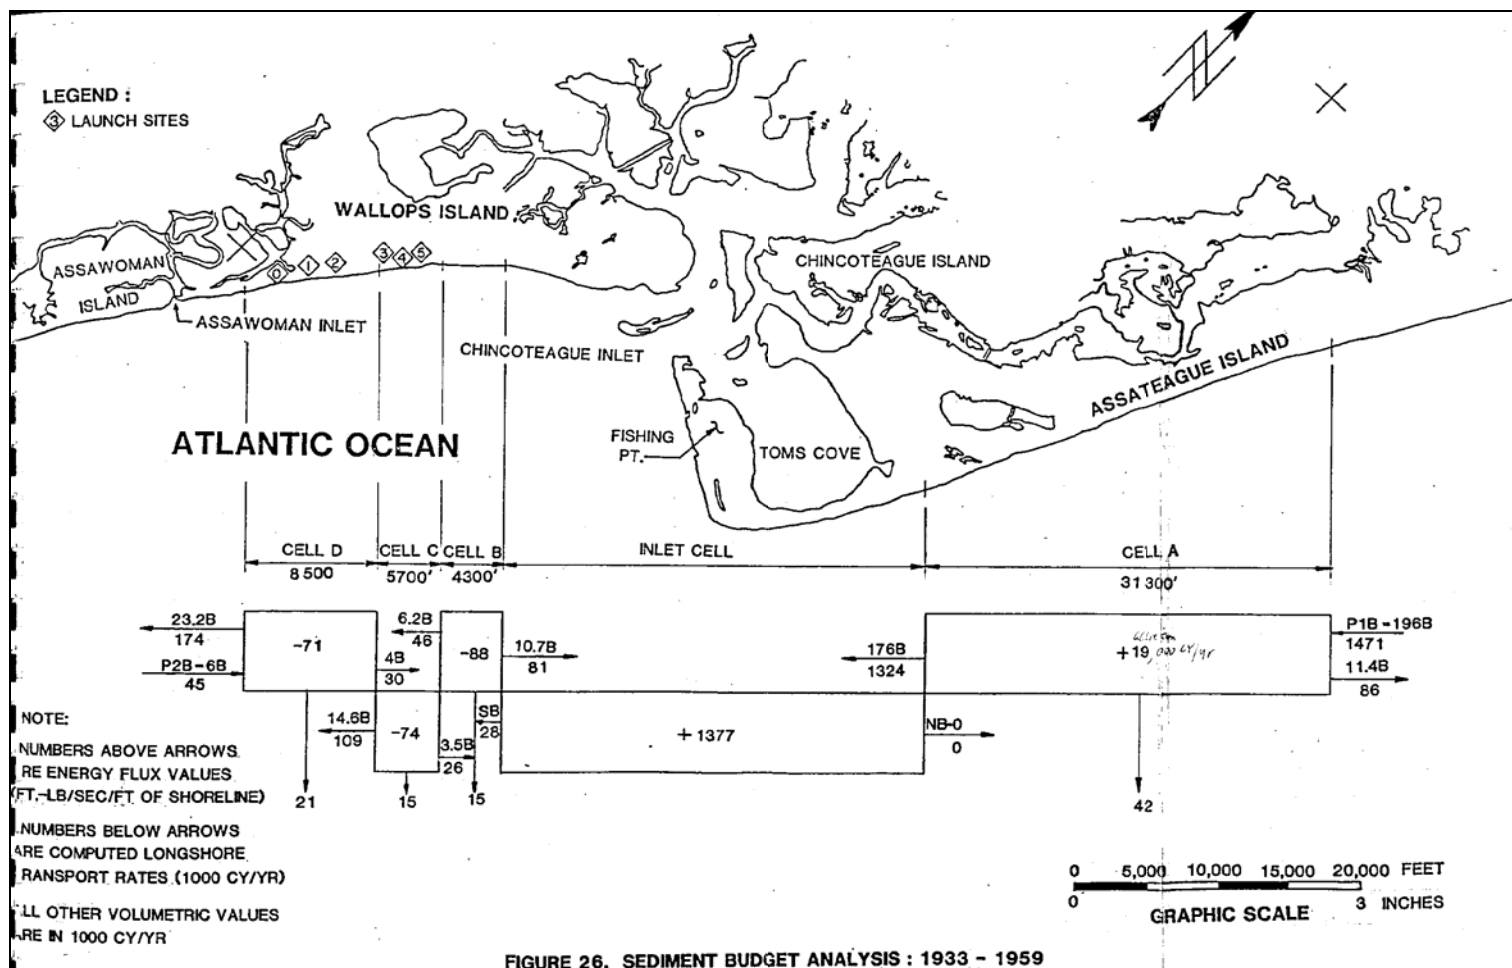 LEGEND :
3 LAUNCH SITES
WALLOPS ISLAND
ASSAWOMAN
ISLAND
0
1
2
3
4
5
ASSAWOMAN INLET
CHINCOTEAGUE ISLAND
CHINCOTEAGUE INLET
ASSATEAGUE ISLAND
ATLANTIC OCEAN
FISHING
PT.
TOMS COVE
CELL D
8500
CELL C
5700'
CELL B
4300'
INLET CELL
CELL A
31300'
23.2B
174
P2B-6B
45
-71
4B
30
6.2B
46
-88
10.7B
81
176B
1324
+19,000 CY/yr
P1B-196B
1471
11.4B
86
14.6B
109
-74
3.5B
26
SB
28
+1377
NB-0
0
21
15
15
42
NOTE:
NUMBERS ABOVE ARROWS
RE ENERGY FLUX VALUES
(FT.-LB/SEC/FT OF SHORELINE)
NUMBERS BELOW ARROWS
ARE COMPUTED LONGSHORE
RANSPORT RATES (1000 CY/YR)
LL OTHER VOLUMETRIC VALUES
RE IN 1000 CY/YR
0 5,000 10,000 15,000 20,000 FEET
0 3 INCHES
GRAPHIC SCALE
FIGURE 26. SEDIMENT BUDGET ANALYSIS : 1933 - 1959